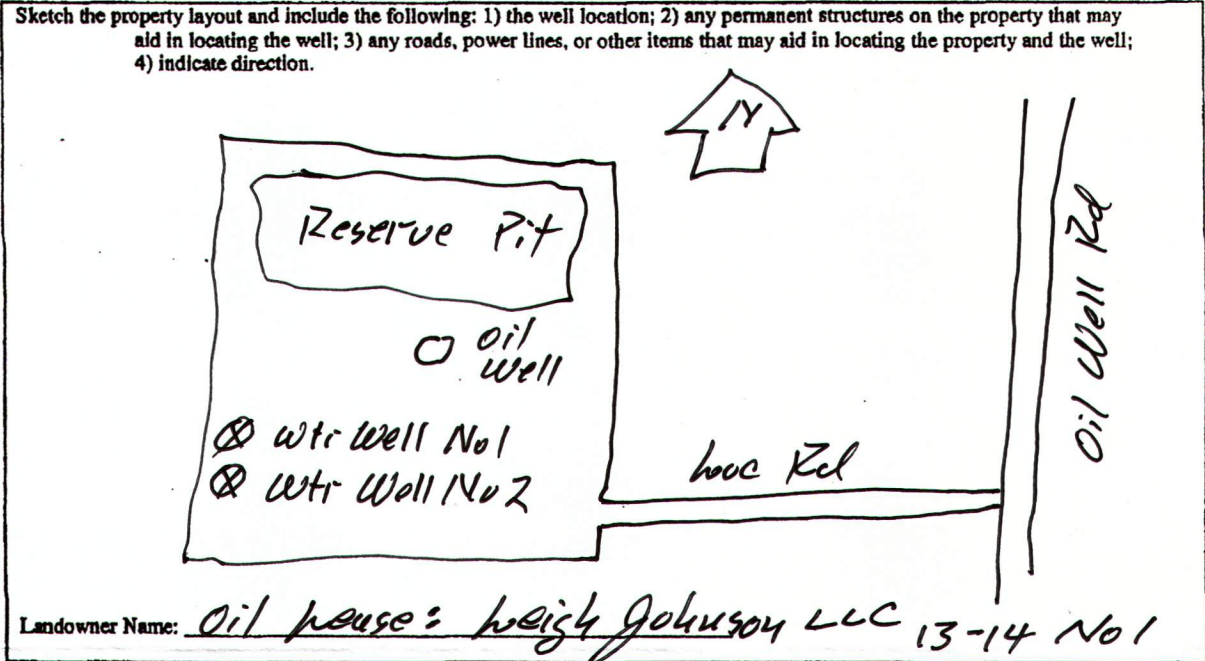 Sketch the property layout and include the following: 1) the well location; 2) any permanent structures on the property that may
aid in locating the well; 3) any roads, power lines, or other items that may aid in locating the property and the well;
4) indicate direction.
N
Reserve Pit
Oil
Well
Wtr Well No1
Wtr Well No2
Loc Rd
Oil Well Rd
Landowner Name: Oil Lease: Leigh Johnson LLC 13-14 No1